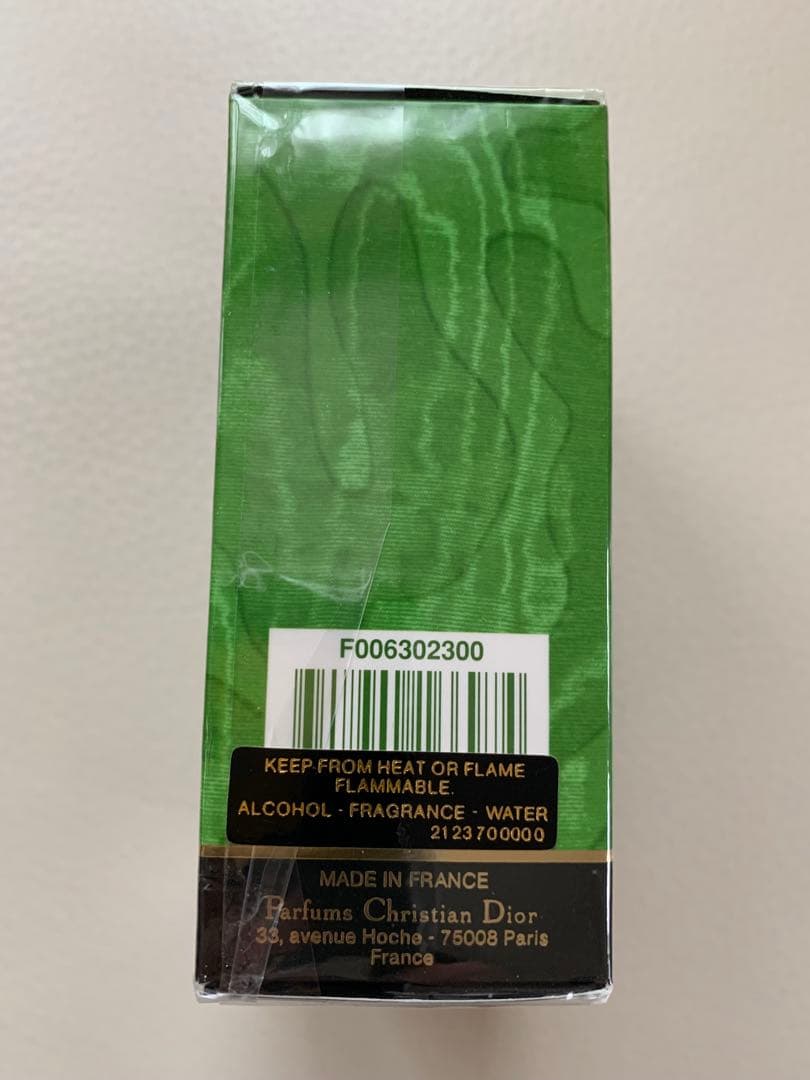 F006302300
KEEP FROM HEAT OR FLAME
FLAMMABLE.
ALCOHOL - FRAGRANCE - WATER
2123700000
MADE IN FRANCE
Parfums Christian Dior
33, avenue Hoche - 75008 Paris
France